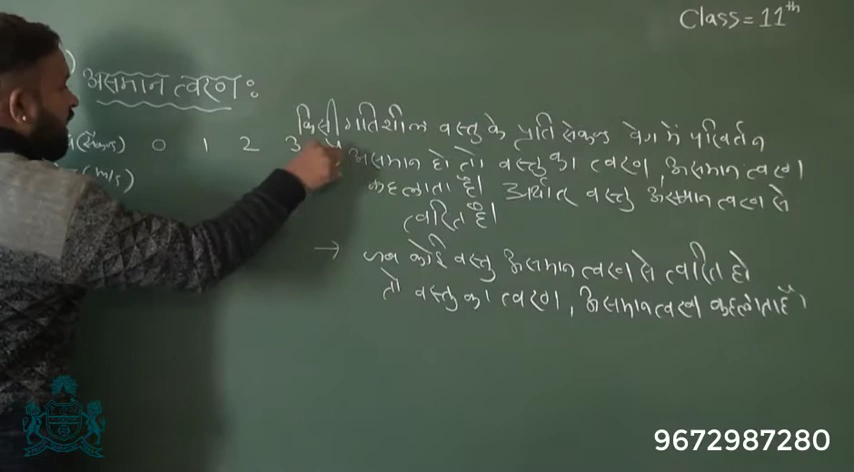 Class = 11th
असमान त्वरण :
किसी गतिशील वस्तु के प्रति सेकण्ड वेग में परिवर्तन
असमान हो तो वस्तु का त्वरण, असमान त्वरण
कहलाता है। अर्थात वस्तु असमान त्वरण से
त्वरित है।
(सेकण्ड) 0 1 2 3
(m/s)
→ जब कोई वस्तु असमान त्वरण से त्वरित हो
तो वस्तु का त्वरण, असमान त्वरण कहलाता है।
9672987280